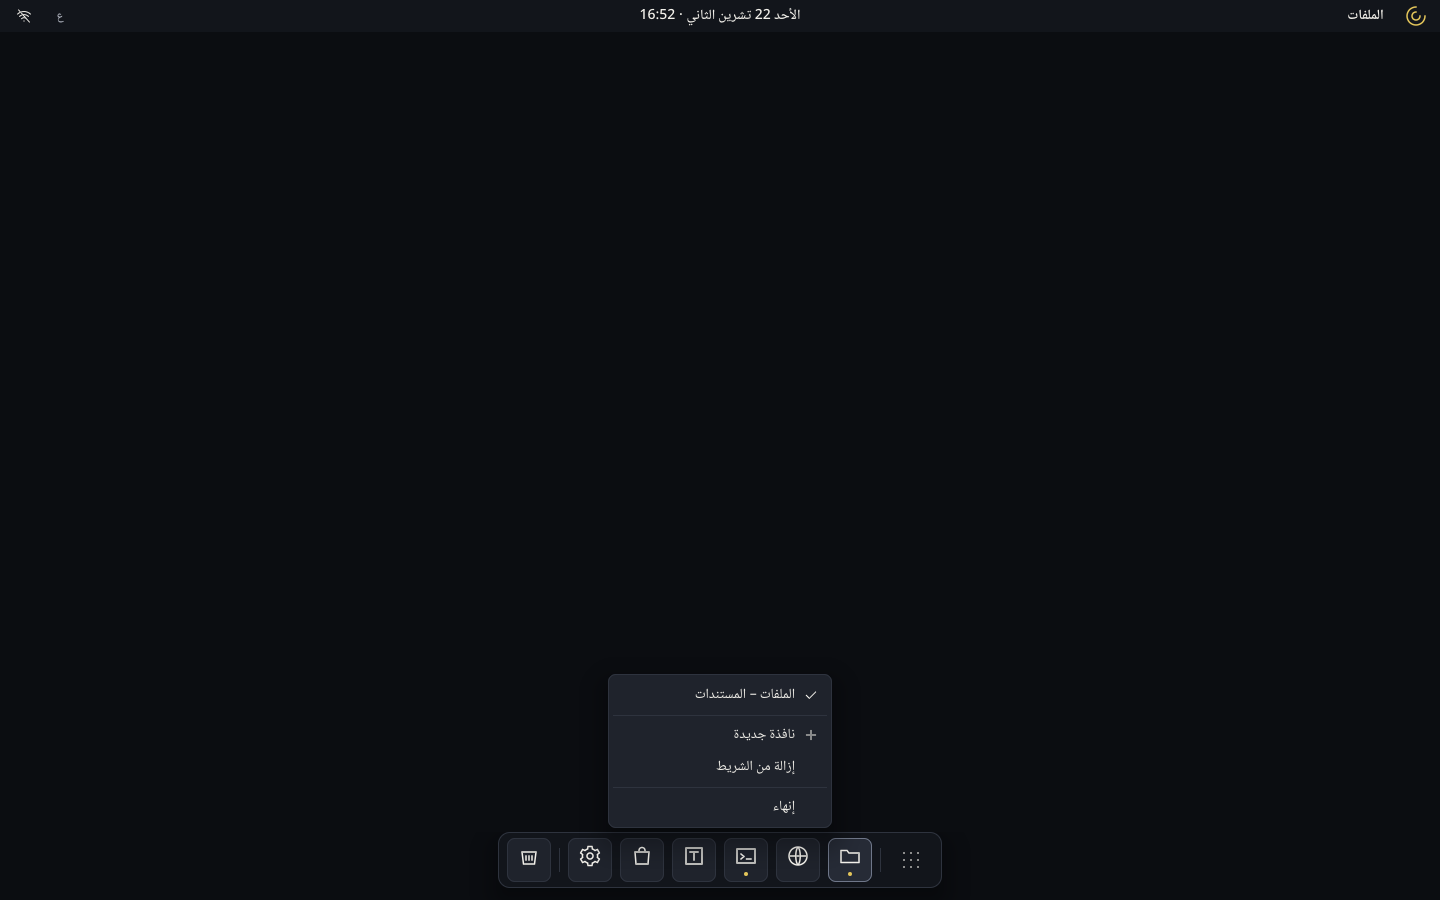 الملفات
الأحد 22 تشرين الثاني · 16:52
ع
الملفات – المستندات
نافذة جديدة
إزالة من الشريط
إنهاء